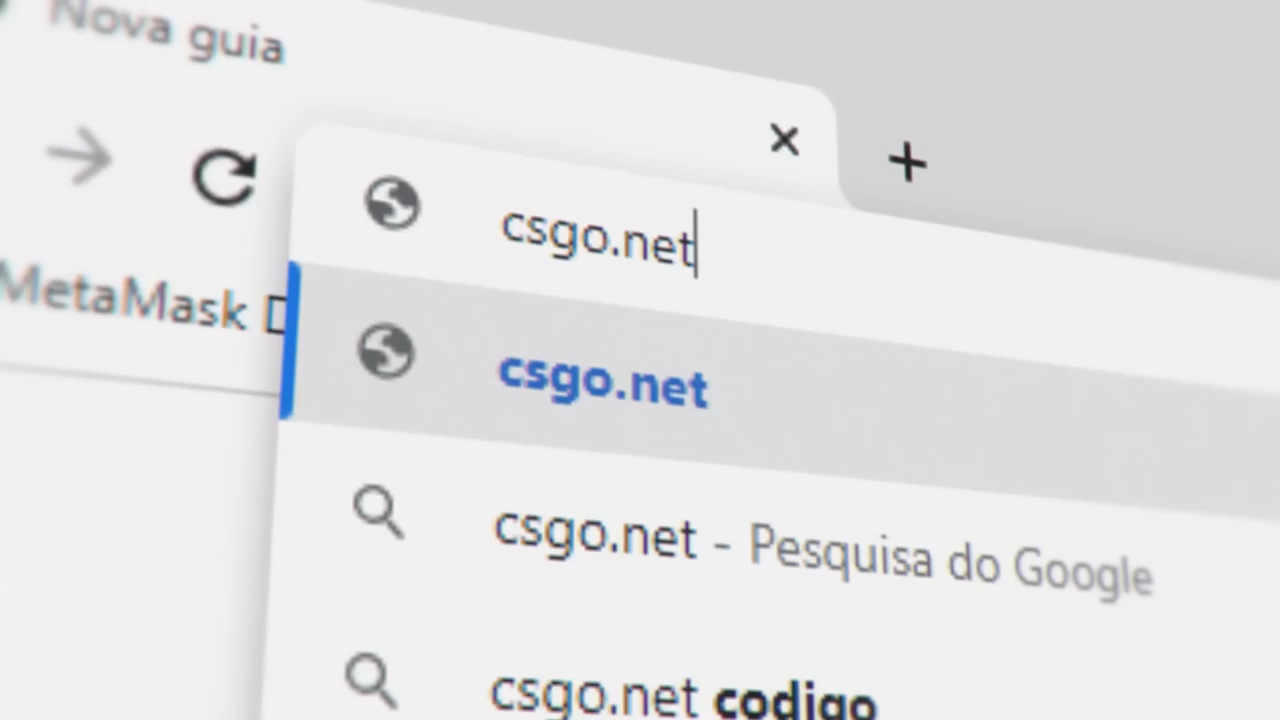 Nova guia
csgo.net
MetaMask
csgo.net
csgo.net - Pesquisa do Google
csgo.net codigo